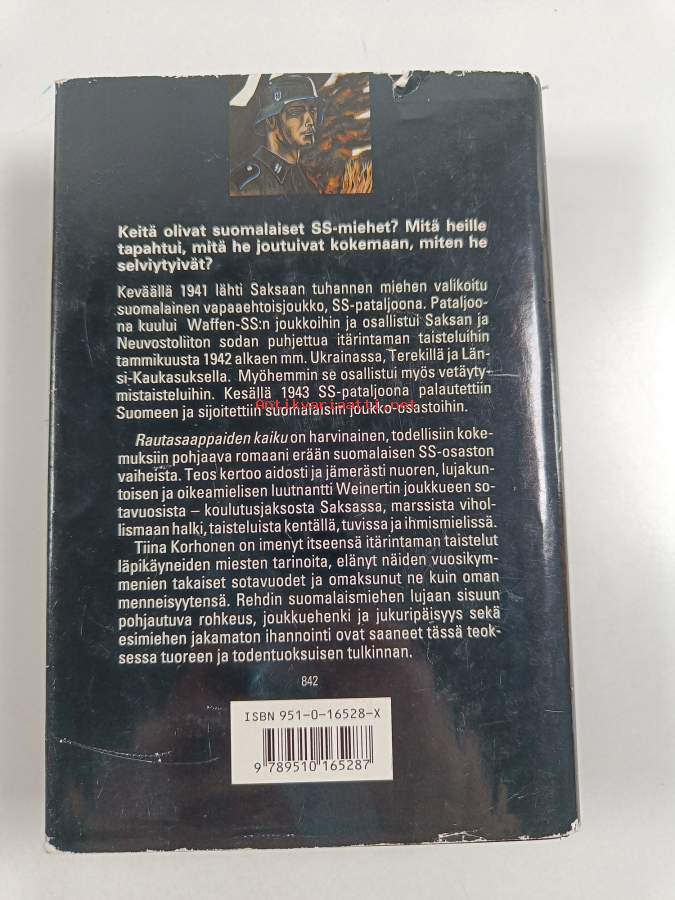 Keitä olivat suomalaiset SS-miehet? Mitä heille
tapahtui, mitä he joutuivat kokemaan, miten he
selviytyivät?
Keväällä 1941 lähti Saksaan tuhannen miehen valikoitu
suomalainen vapaaehtoisjoukko, SS-pataljoona. Pataljoo-
na kuului Waffen-SS:n joukkoihin ja osallistui Saksan ja
Neuvostoliiton sodan puhjettua itärintaman taisteluihin
tammikuusta 1942 alkaen mm. Ukrainassa, Terekillä ja Län-
si-Kaukasuksella. Myöhemmin se osallistui myös vetäyty-
mistaisteluihin. Kesällä 1943 SS-pataljoona palautettiin
Antikvariaatti.net
Suomeen ja sijoitettiin suomalaisiin joukko-osastoihin.
Rautasaappaiden kaiku on harvinainen, todellisiin koke-
muksiin pohjaava romaani erään suomalaisen SS-osaston
vaiheista. Teos kertoo aidosti ja jämerästi nuoren, lujakun-
toisen ja oikeamielisen luutnantti Weinertin joukkueen so-
tavuosista – koulutusjaksosta Saksassa, marssista vihol-
lismaan halki, taisteluista kentällä, tuvissa ja ihmismielissä.
Tiina Korhonen on imenyt itseensä itärintaman taistelut
läpikäyneiden miesten tarinoita, elänyt näiden vuosikym-
menien takaiset sotavuodet ja omaksunut ne kuin oman
menneisyytensä. Rehdin suomalaismiehen lujaan sisuun
pohjautuva rohkeus, joukkuehenki ja jukuripäisyys sekä
esimiehen jakamaton ihannointi ovat saaneet tässä teok-
sessa tuoreen ja todentuoksuisen tulkinnan.
842
ISBN 951-0-16528-X
9 789510 165287